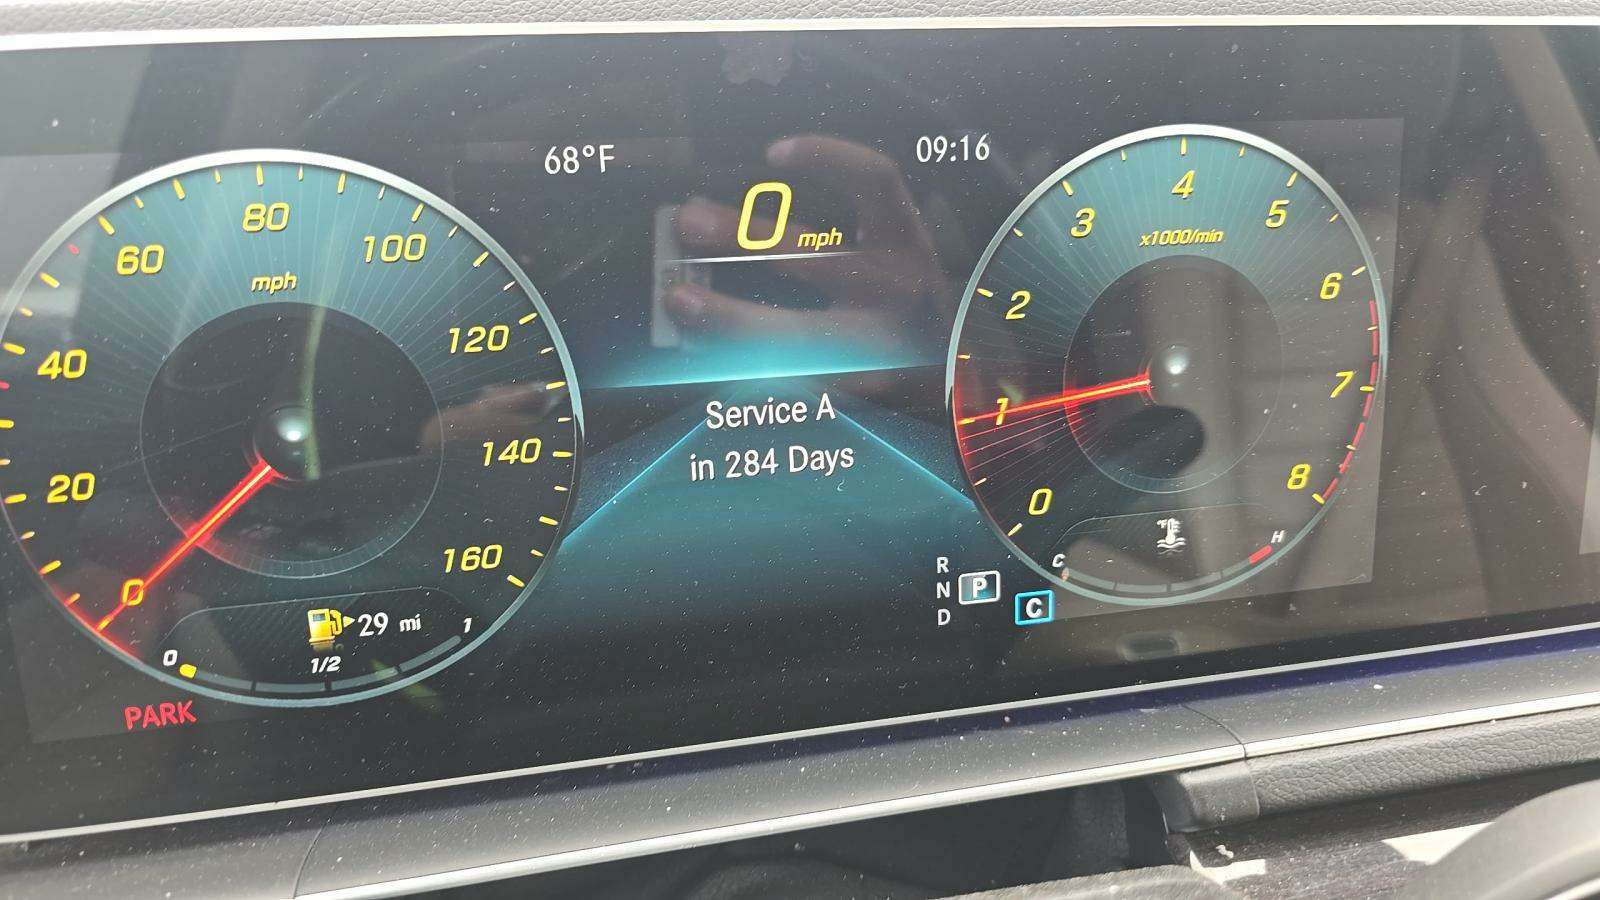 68°F
09:16
0 mph
0
20
40
60
80
100
120
140
160
mph
0
1
2
3
4
5
6
7
8
x1000/min
Service A
in 284 Days
°F
C
H
29 mi
0
1/2
1
R
N
D
P
C
PARK